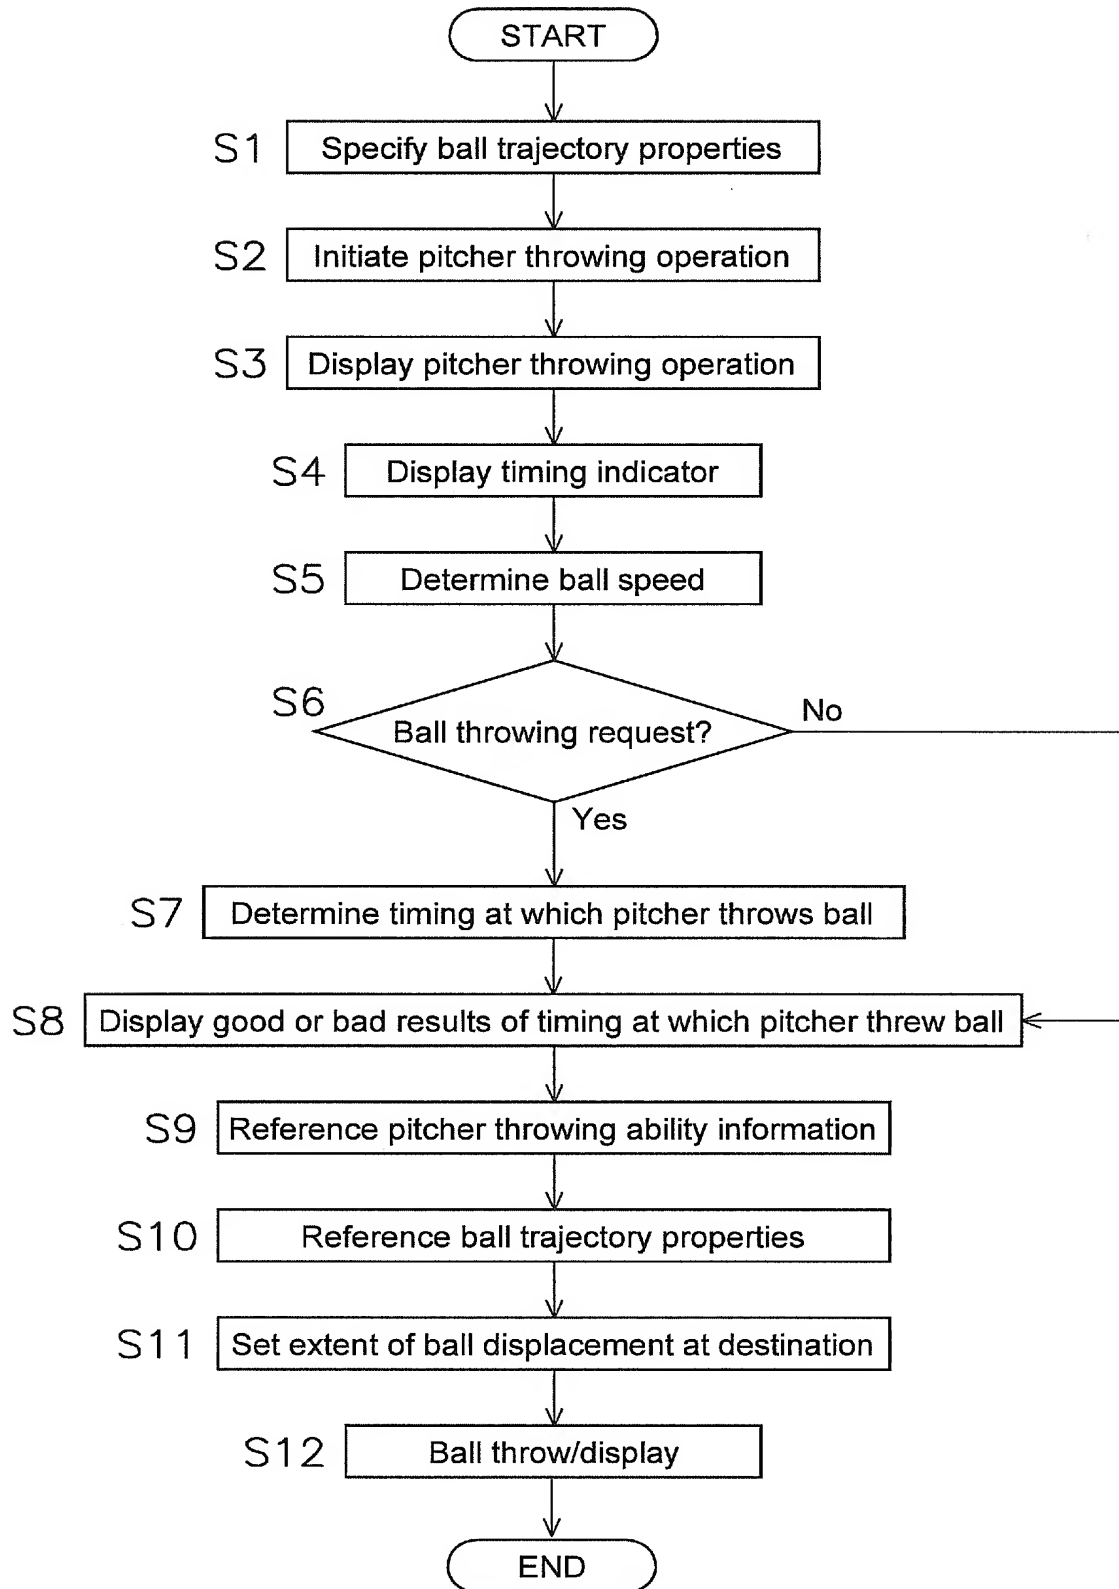 START
S1 Specify ball trajectory properties
S2 Initiate pitcher throwing operation
S3 Display pitcher throwing operation
S4 Display timing indicator
S5 Determine ball speed
S6 Ball throwing request?
No
Yes
S7 Determine timing at which pitcher throws ball
S8 Display good or bad results of timing at which pitcher threw ball
S9 Reference pitcher throwing ability information
S10 Reference ball trajectory properties
S11 Set extent of ball displacement at destination
S12 Ball throw/display
END